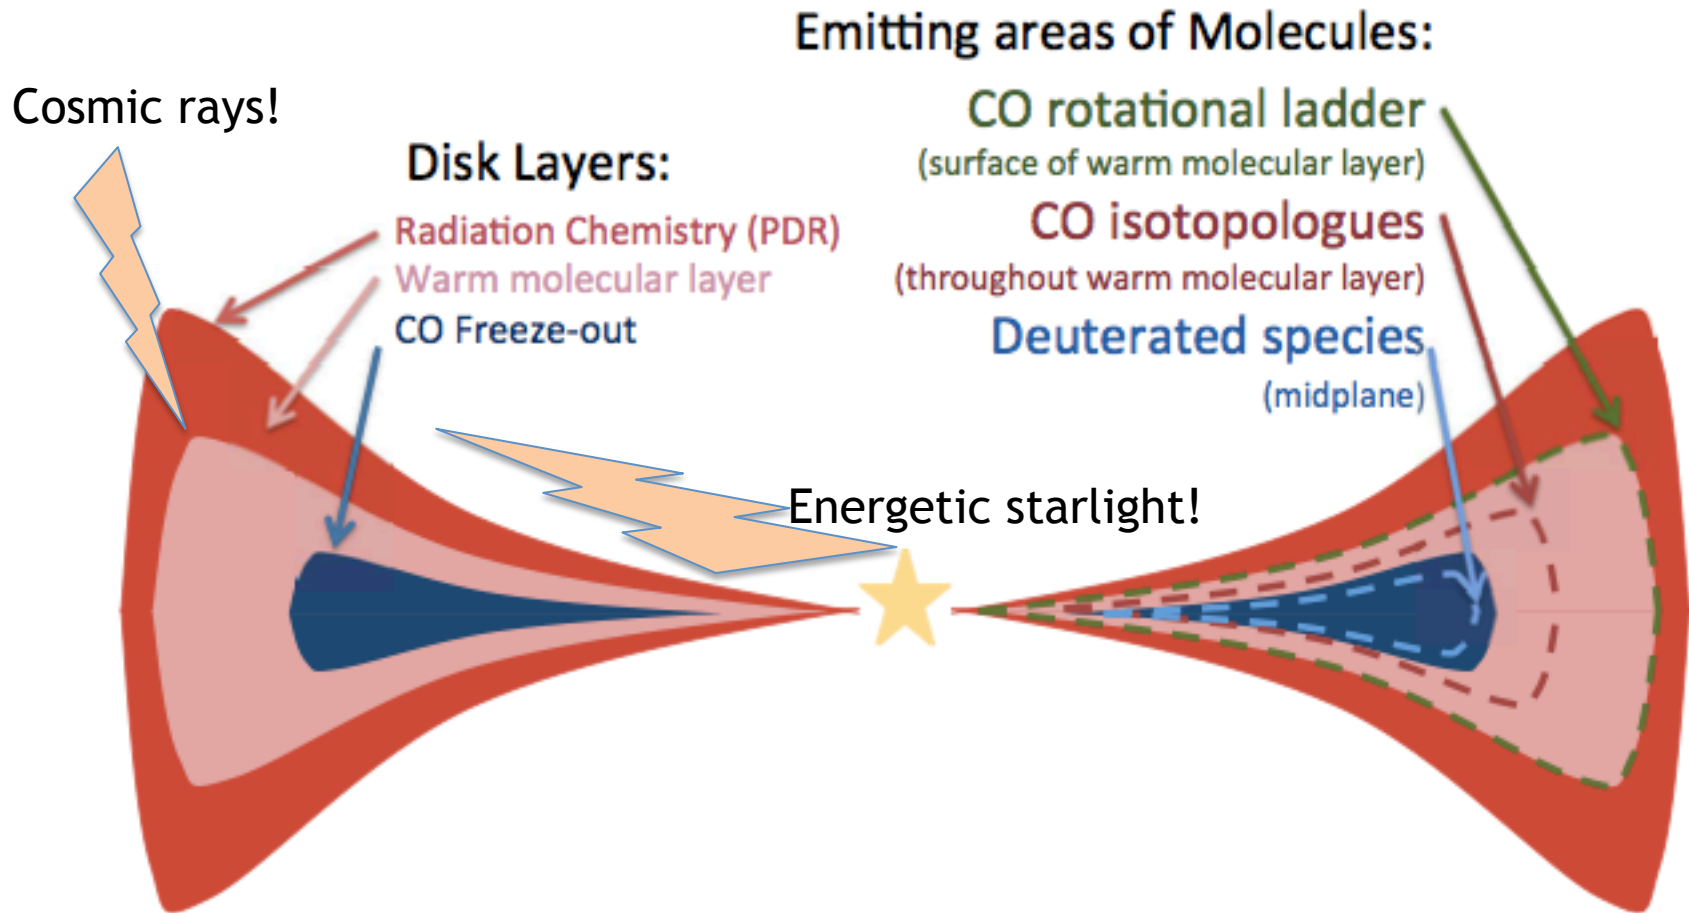 Emitting areas of Molecules:
Cosmic rays!
CO rotational ladder
(surface of warm molecular layer)
Disk Layers:
Radiation Chemistry (PDR)
Warm molecular layer
CO Freeze-out
CO isotopologues
(throughout warm molecular layer)
Deuterated species
(midplane)
Energetic starlight!